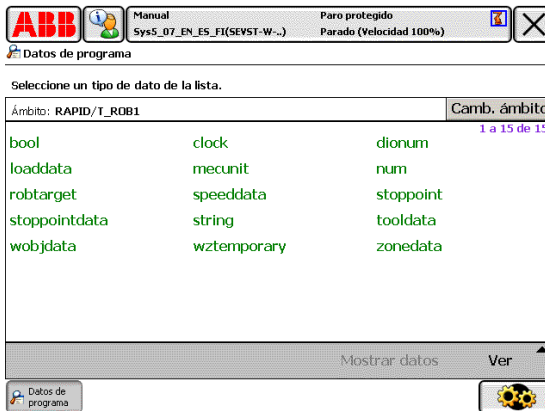 ABB
Manual
Sys5_07_EN_ES_FI(SEVST-W-..)
Paro protegido
Parado (Velocidad 100%)
Datos de programa
Seleccione un tipo de dato de la lista.
Ámbito: RAPID/T_ROB1
Camb. ámbito
1 a 15 de 15
bool clock dionum
loaddata mecunit num
robtarget speeddata stoppoint
stoppointdata string tooldata
wobjdata wztemporary zonedata
Mostrar datos Ver
Datos de
programa